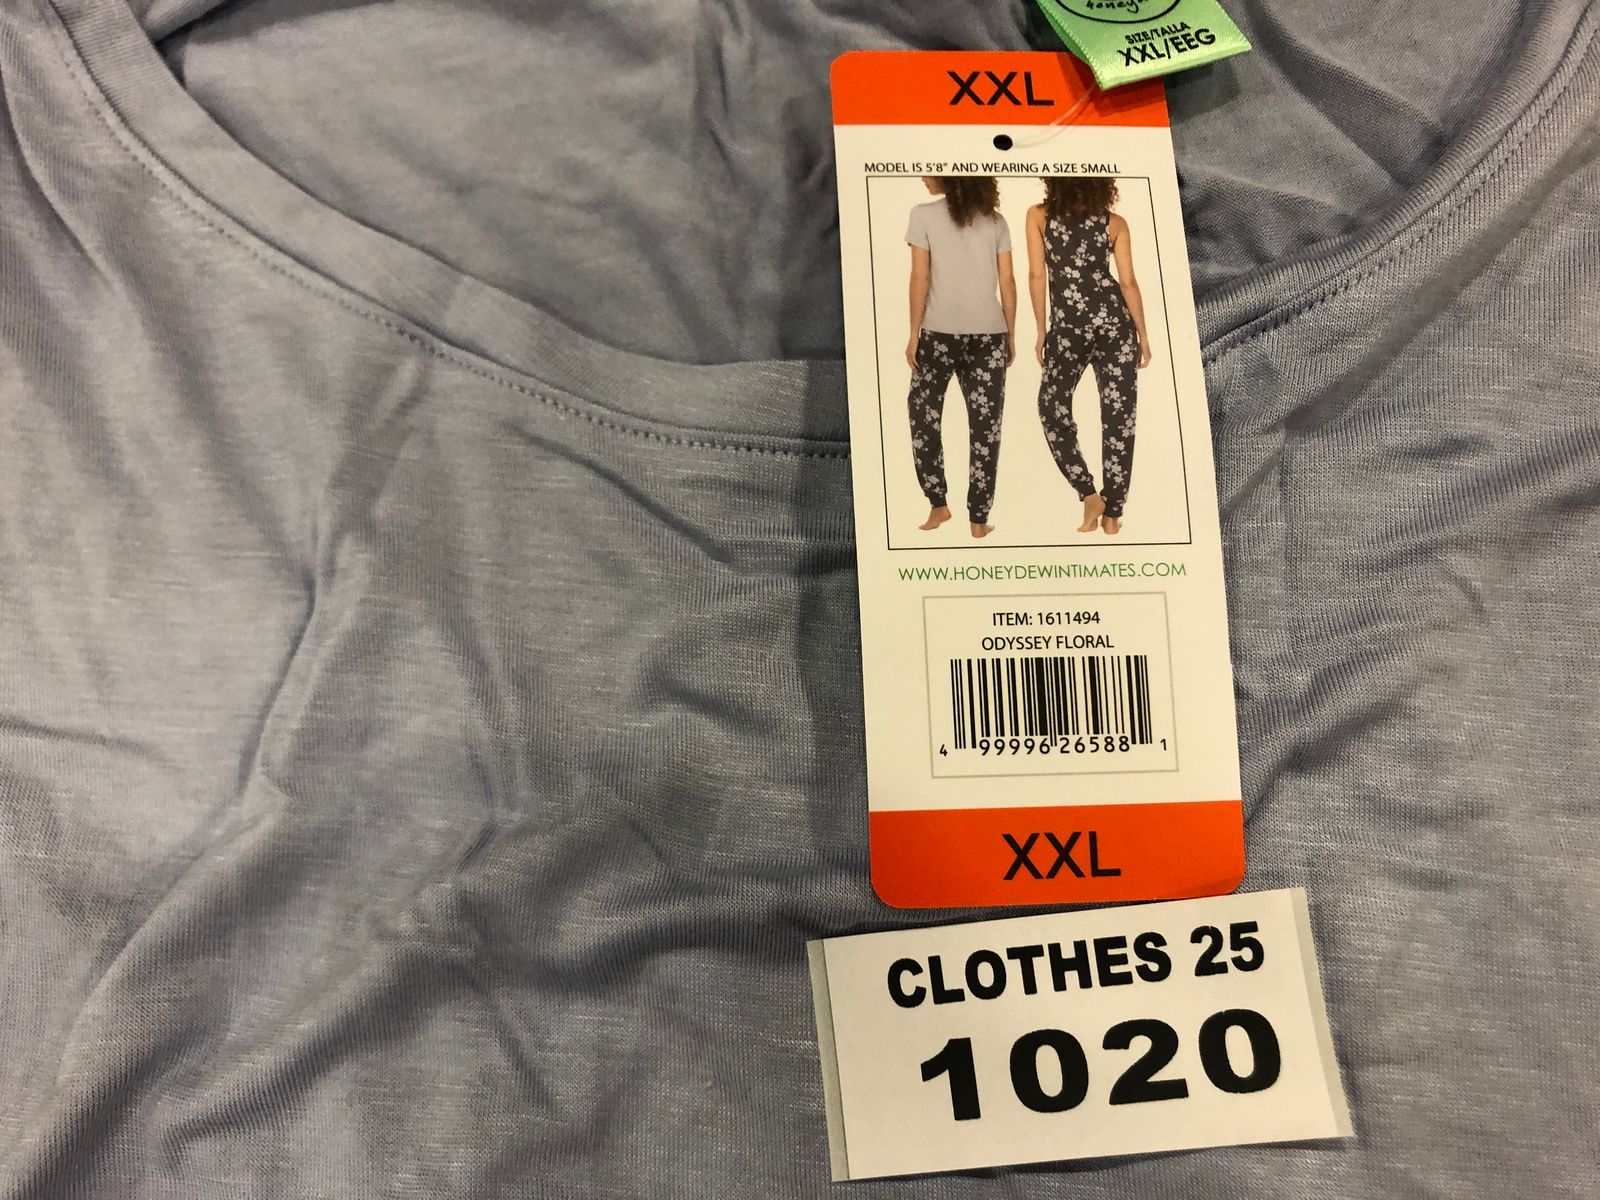 honeydew
SIZE/TALLA
XXL/EEG
XXL
MODEL IS 5'8" AND WEARING A SIZE SMALL
WWW.HONEYDEWINTIMATES.COM
ITEM: 1611494
ODYSSEY FLORAL
4 99996 26588 1
XXL
CLOTHES 25
1020